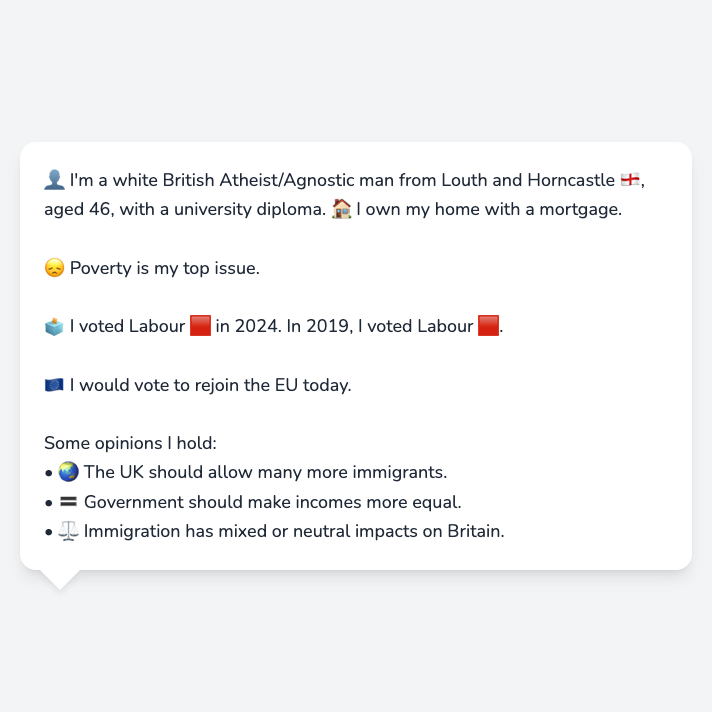 👤 I'm a white British Atheist/Agnostic man from Louth and Horncastle 🏴󠁧󠁢󠁥󠁮󠁧󠁿,
aged 46, with a university diploma. 🏠 I own my home with a mortgage.
😞 Poverty is my top issue.
🗳️ I voted Labour 🟥 in 2024. In 2019, I voted Labour 🟥.
🇪🇺 I would vote to rejoin the EU today.
Some opinions I hold:
• 🌏 The UK should allow many more immigrants.
• 🟰 Government should make incomes more equal.
• ⚖️ Immigration has mixed or neutral impacts on Britain.